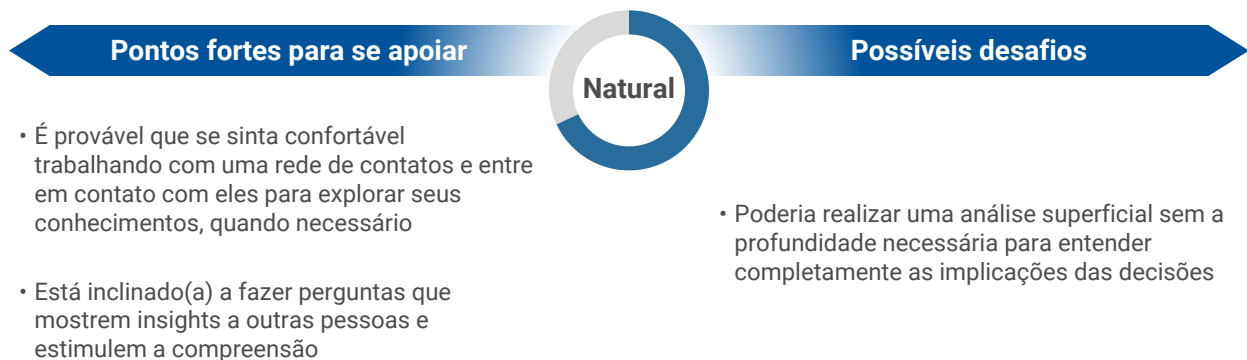 Pontos fortes para se apoiar
Natural
Possíveis desafios
• É provável que se sinta confortável
trabalhando com uma rede de contatos e entre
em contato com eles para explorar seus
conhecimentos, quando necessário
• Está inclinado(a) a fazer perguntas que
mostrem insights a outras pessoas e
estimulem a compreensão
• Poderia realizar uma análise superficial sem a
profundidade necessária para entender
completamente as implicações das decisões